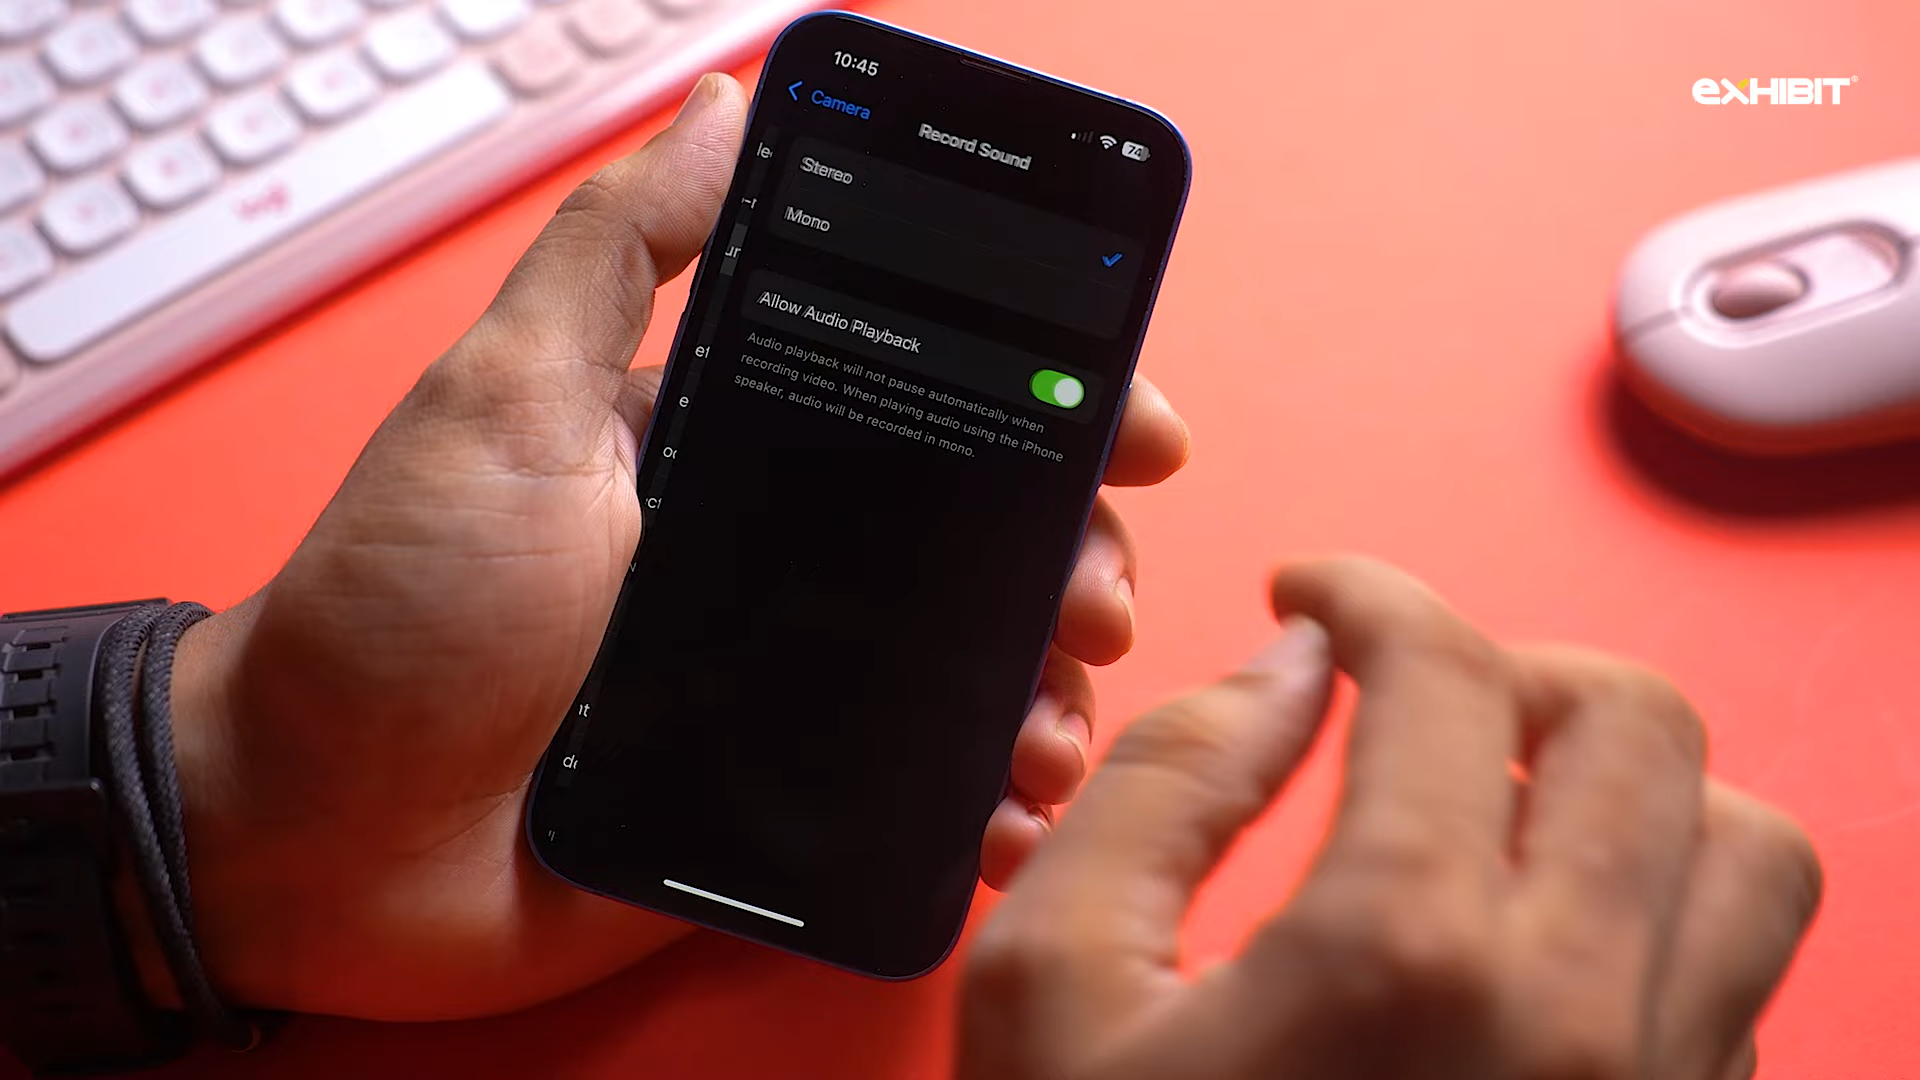 EXHIBIT
10:45
74
Camera
Record Sound
Stereo
Mono
Allow Audio Playback
Audio playback will not pause automatically when
recording video. When playing audio using the iPhone
speaker, audio will be recorded in mono.
logi